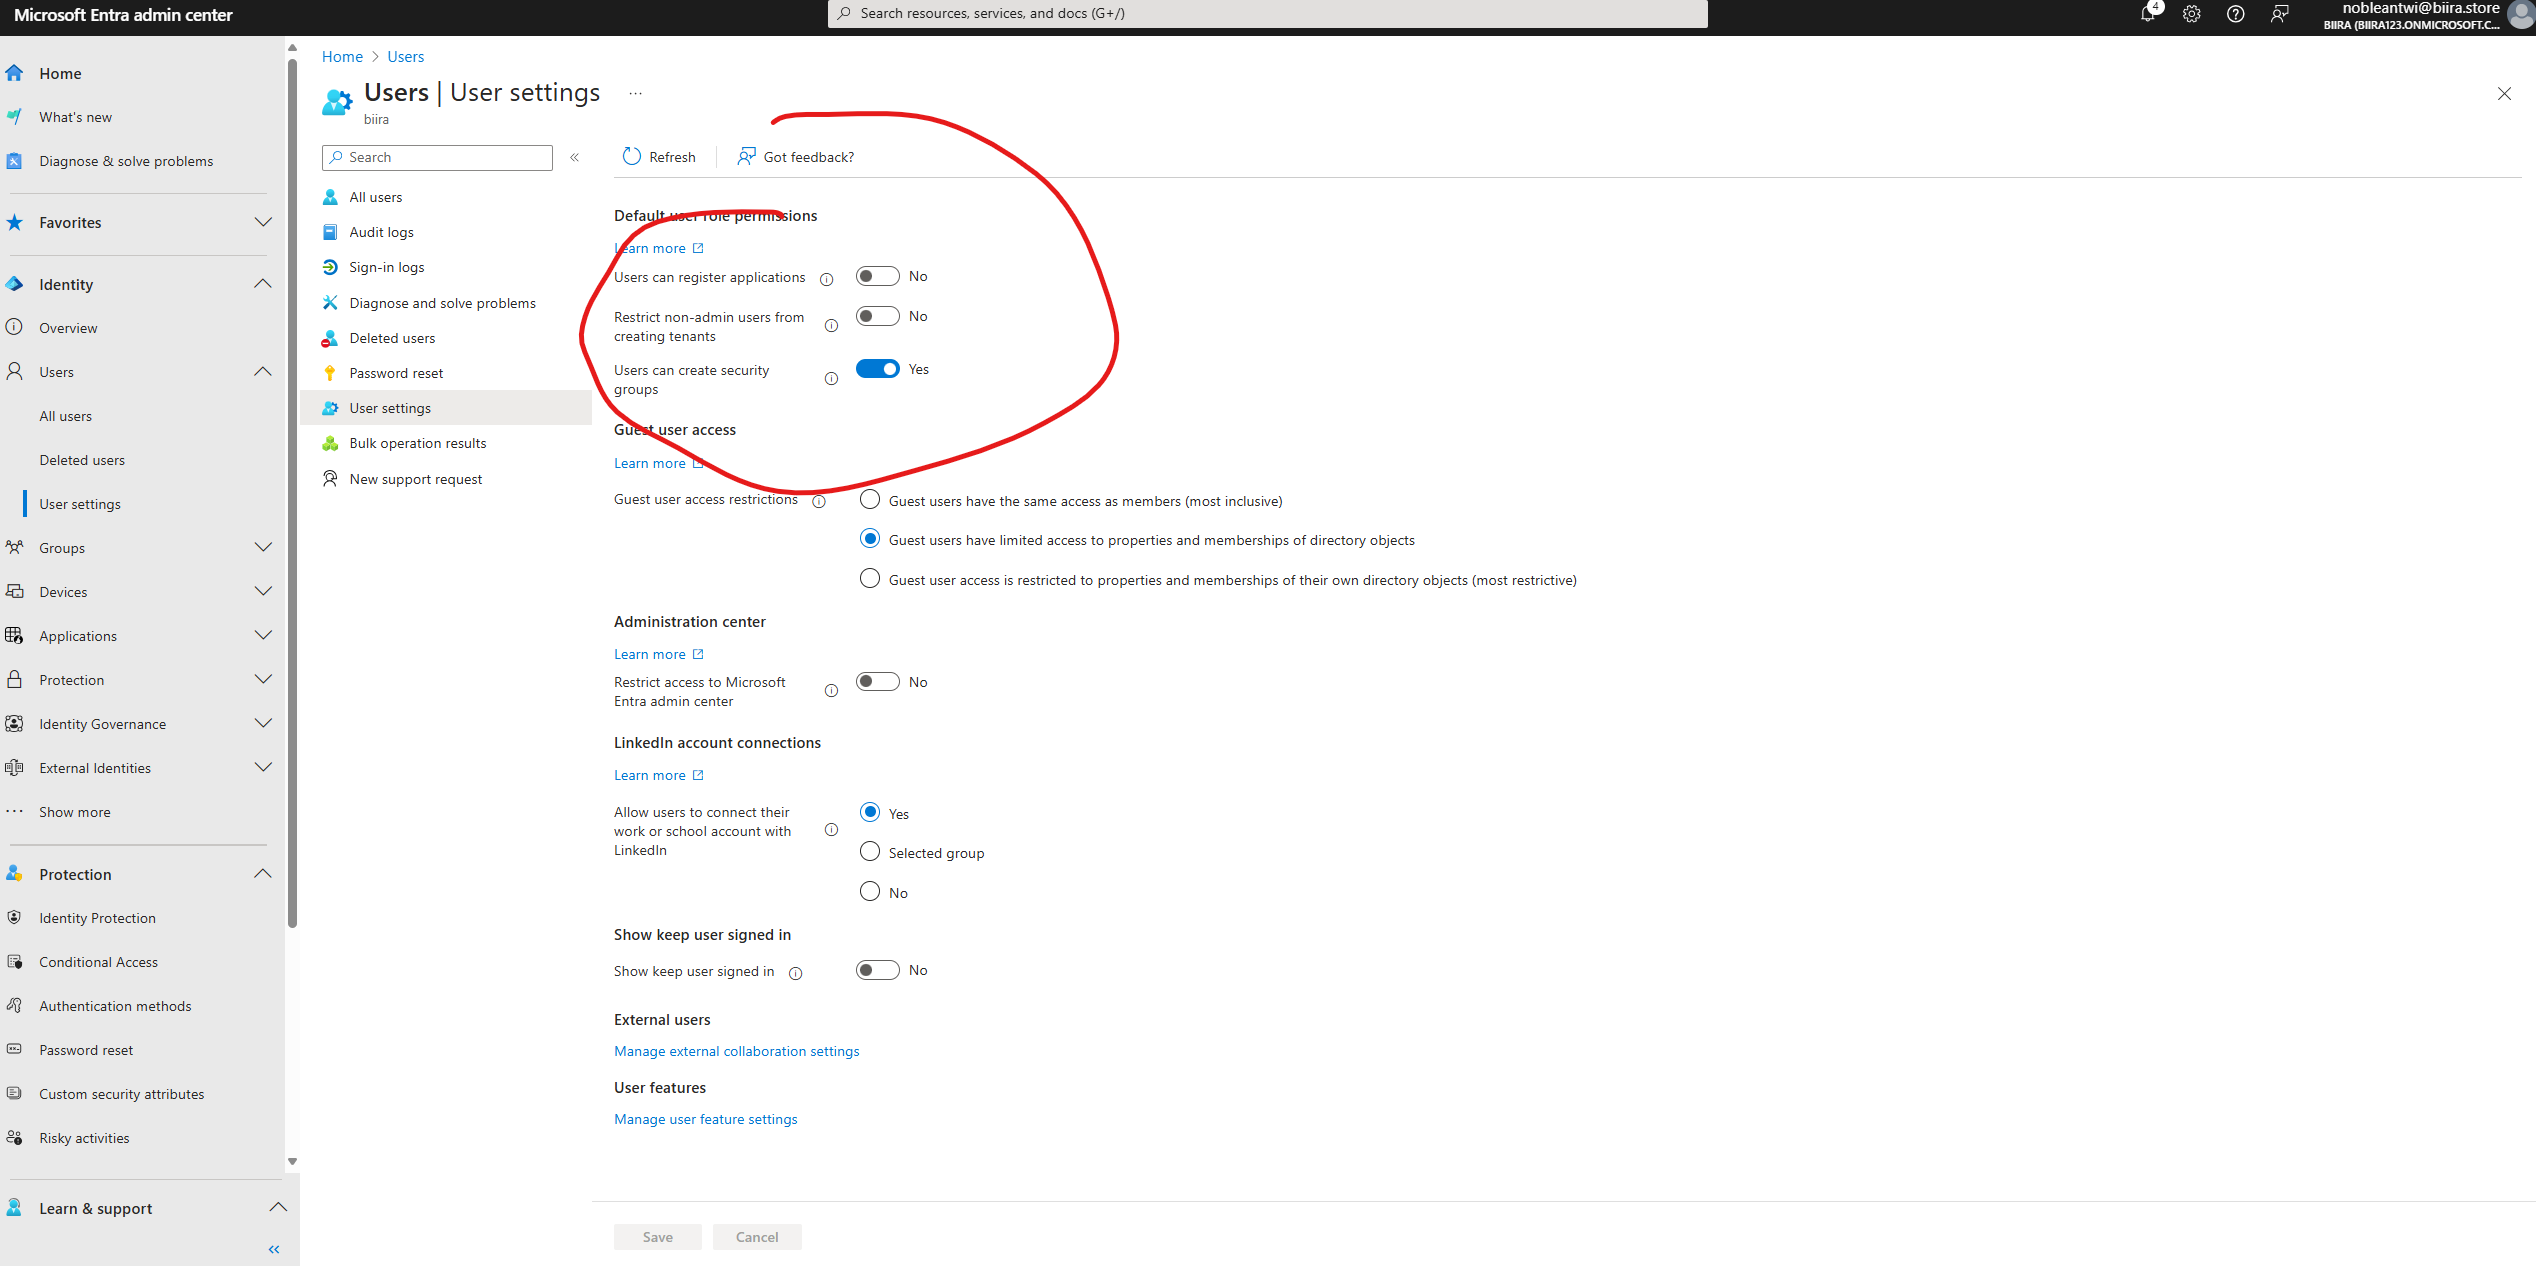 Microsoft Entra admin center
Search resources, services, and docs (G+/)
4
nobleantwi@biira.store
BIIRA (BIIRA123.ONMICROSOFT.C...
Home
What's new
Diagnose & solve problems
Favorites
Identity
Overview
Users
All users
Deleted users
User settings
Groups
Devices
Applications
Protection
Identity Governance
External Identities
Show more
Protection
Identity Protection
Conditional Access
Authentication methods
Password reset
Custom security attributes
Risky activities
Learn & support
Home > Users
Users | User settings ...
biira
Search
All users
Audit logs
Sign-in logs
Diagnose and solve problems
Deleted users
Password reset
User settings
Bulk operation results
New support request
Refresh
Got feedback?
Default user role permissions
Learn more
Users can register applications
No
Restrict non-admin users from
creating tenants
No
Users can create security
groups
Yes
Guest user access
Learn more
Guest user access restrictions
Guest users have the same access as members (most inclusive)
Guest users have limited access to properties and memberships of directory objects
Guest user access is restricted to properties and memberships of their own directory objects (most restrictive)
Administration center
Learn more
Restrict access to Microsoft
Entra admin center
No
LinkedIn account connections
Learn more
Allow users to connect their
work or school account with
LinkedIn
Yes
Selected group
No
Show keep user signed in
Show keep user signed in
No
External users
Manage external collaboration settings
User features
Manage user feature settings
Save
Cancel